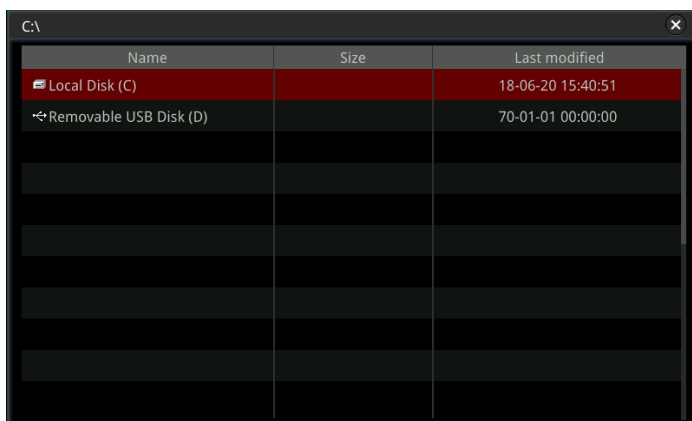 C:\
Name Size Last modified
Local Disk (C) 18-06-20 15:40:51
Removable USB Disk (D) 70-01-01 00:00:00